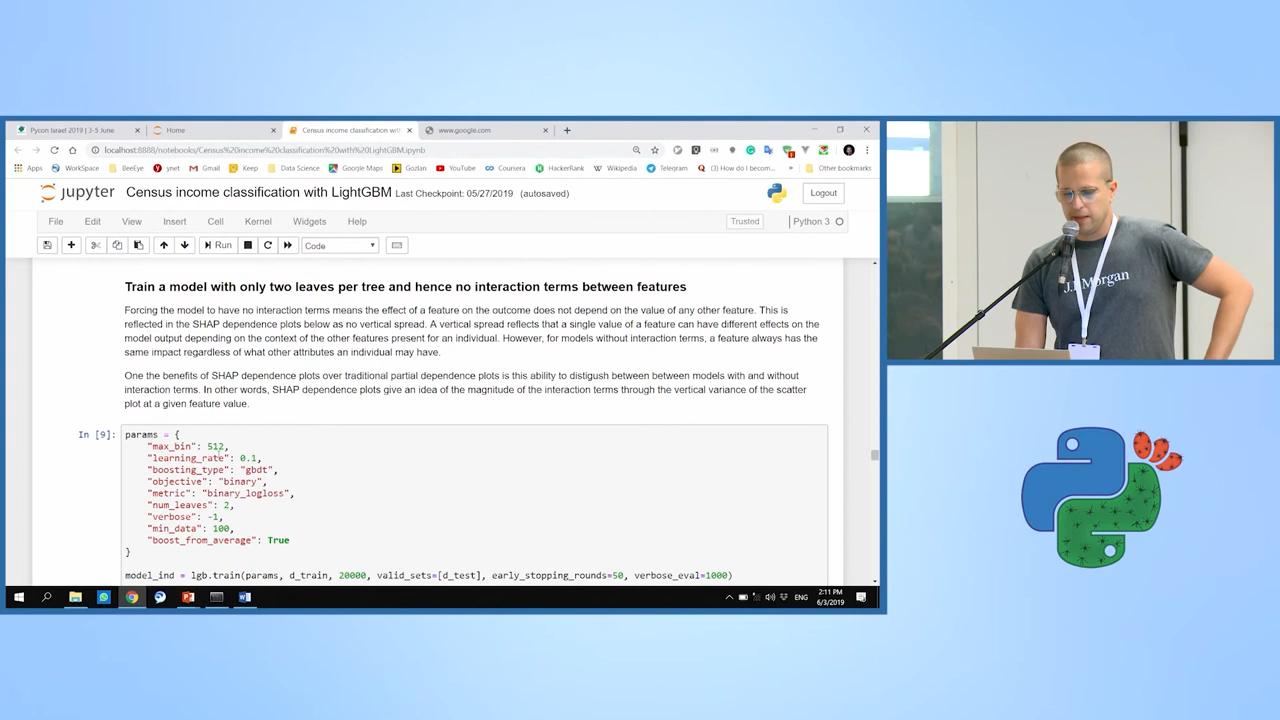 Pycon Israel 2019 | 3-5 June
Home
Census income classification with
www.google.com
localhost:8888/notebooks/Census%20income%20classification%20with%20LightGBM.ipynb
Apps WorkSpace BeeEye ynet Gmail Keep Data Science Google Maps Gozlan YouTube Coursera HackerRank Wikipedia Telegram (3) How do I becom... » Other bookmarks
jupyter Census income classification with LightGBM Last Checkpoint: 05/27/2019 (autosaved)
Logout
File Edit View Insert Cell Kernel Widgets Help
Trusted Python 3
Run Code
Train a model with only two leaves per tree and hence no interaction terms between features
Forcing the model to have no interaction terms means the effect of a feature on the outcome does not depend on the value of any other feature. This is
reflected in the SHAP dependence plots below as no vertical spread. A vertical spread reflects that a single value of a feature can have different effects on the
model output depending on the context of the other features present for an individual. However, for models without interaction terms, a feature always has the
same impact regardless of what other attributes an individual may have.
One the benefits of SHAP dependence plots over traditional partial dependence plots is this ability to distigush between between models with and without
interaction terms. In other words, SHAP dependence plots give an idea of the magnitude of the interaction terms through the vertical variance of the scatter
plot at a given feature value.
In [9]: params = {
"max_bin": 512,
"learning_rate": 0.1,
"boosting_type": "gbdt",
"objective": "binary",
"metric": "binary_logloss",
"num_leaves": 2,
"verbose": -1,
"min_data": 100,
"boost_from_average": True
}
model_ind = lgb.train(params, d_train, 20000, valid_sets=[d_test], early_stopping_rounds=50, verbose_eval=1000)
ENG
2:11 PM
6/3/2019
J.P.Morgan